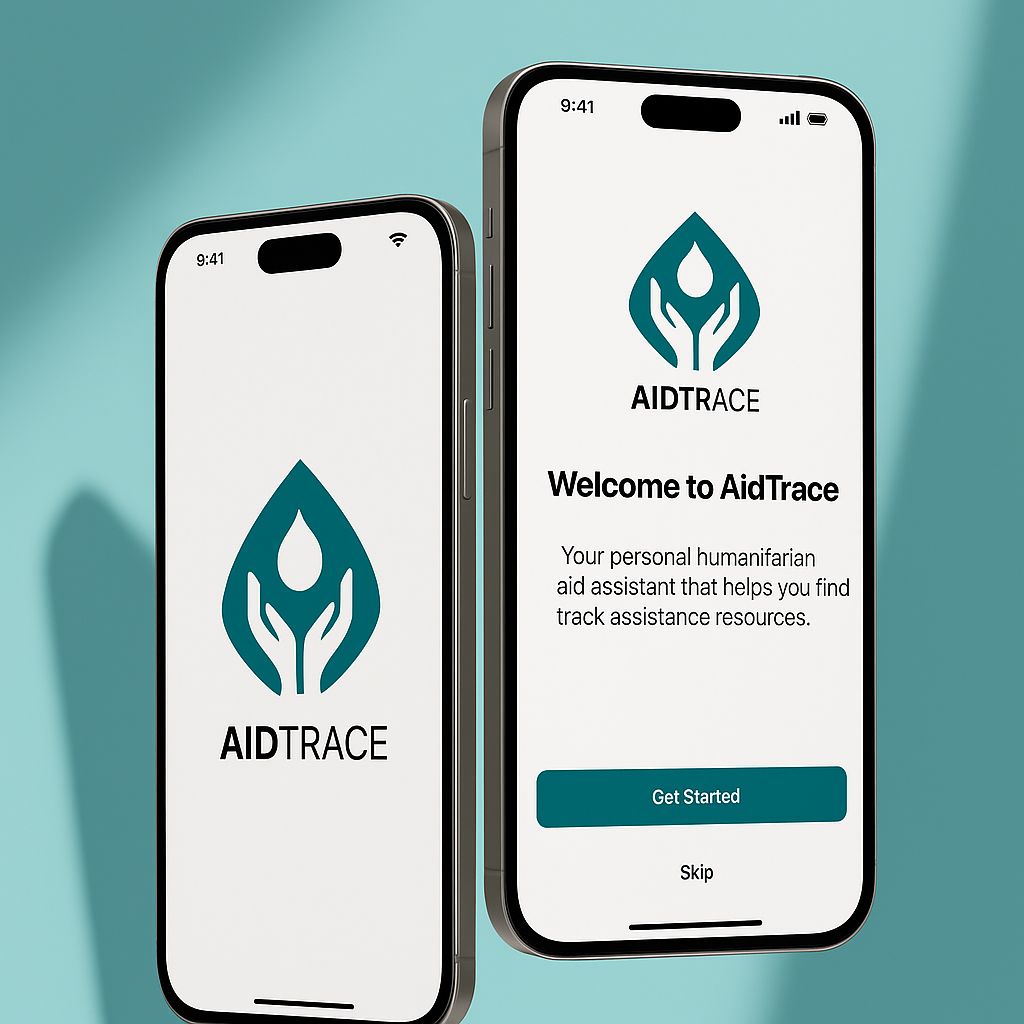 9:41
AIDTRACE
9:41
AIDTRACE
Welcome to AidTrace
Your personal humanifarian
aid assistant that helps you find
track assistance resources.
Get Started
Skip